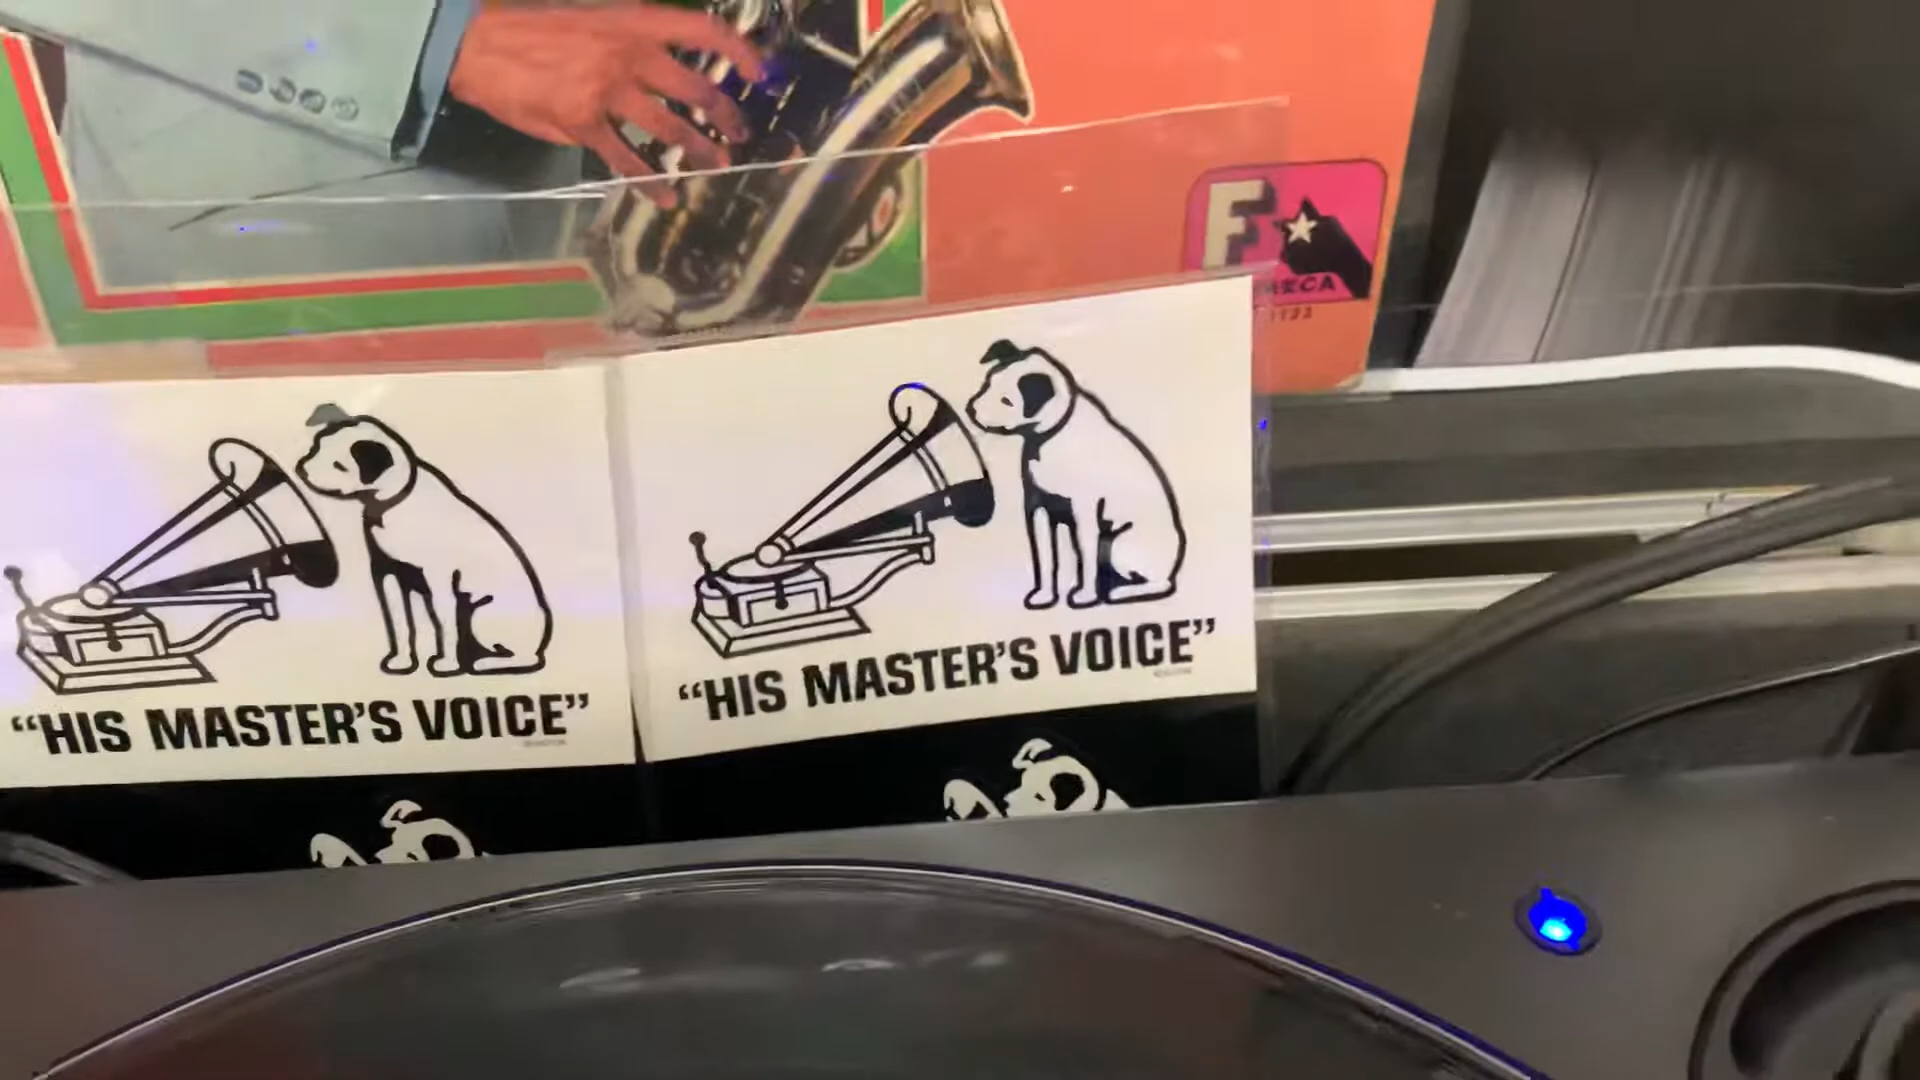 F
“HIS MASTER’S VOICE”
“HIS MASTER’S VOICE”